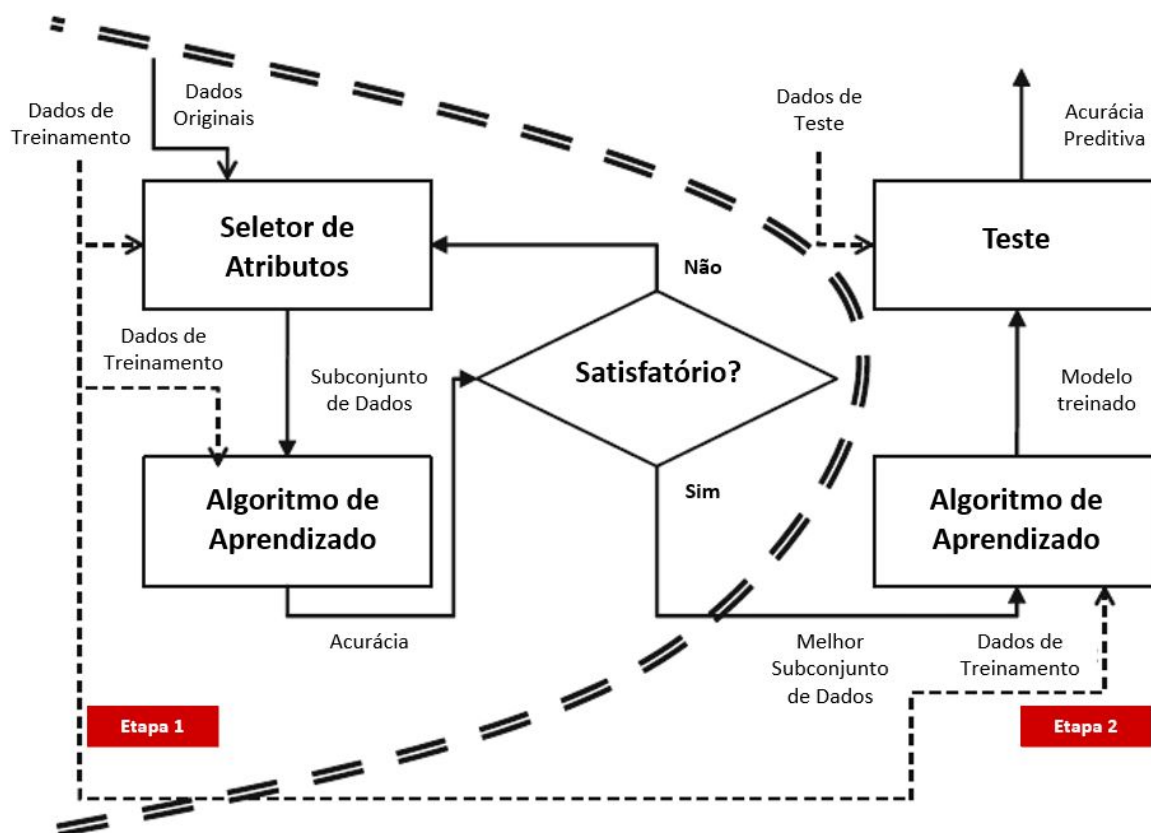 Dados
Originais
Dados de
Treinamento
Dados de
Teste
Acurácia
Preditiva
Seletor de
Atributos
Não
Teste
Dados de
Treinamento
Subconjunto
de Dados
Satisfatório?
Modelo
treinado
Algoritmo de
Aprendizado
Sim
Algoritmo de
Aprendizado
Acurácia
Melhor
Subconjunto
de Dados
Dados de
Treinamento
Etapa 1
Etapa 2